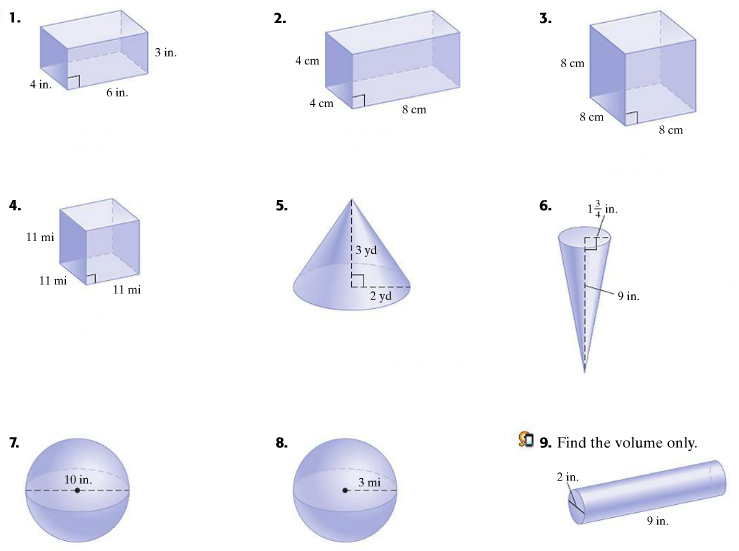 1.
3 in.
4 in.
6 in.
2.
4 cm
4 cm
8 cm
3.
8 cm
8 cm
8 cm
4.
11 mi
11 mi
11 mi
5.
3 yd
2 yd
6.
1 3/4 in.
9 in.
7.
10 in.
8.
3 mi
9. Find the volume only.
2 in.
9 in.